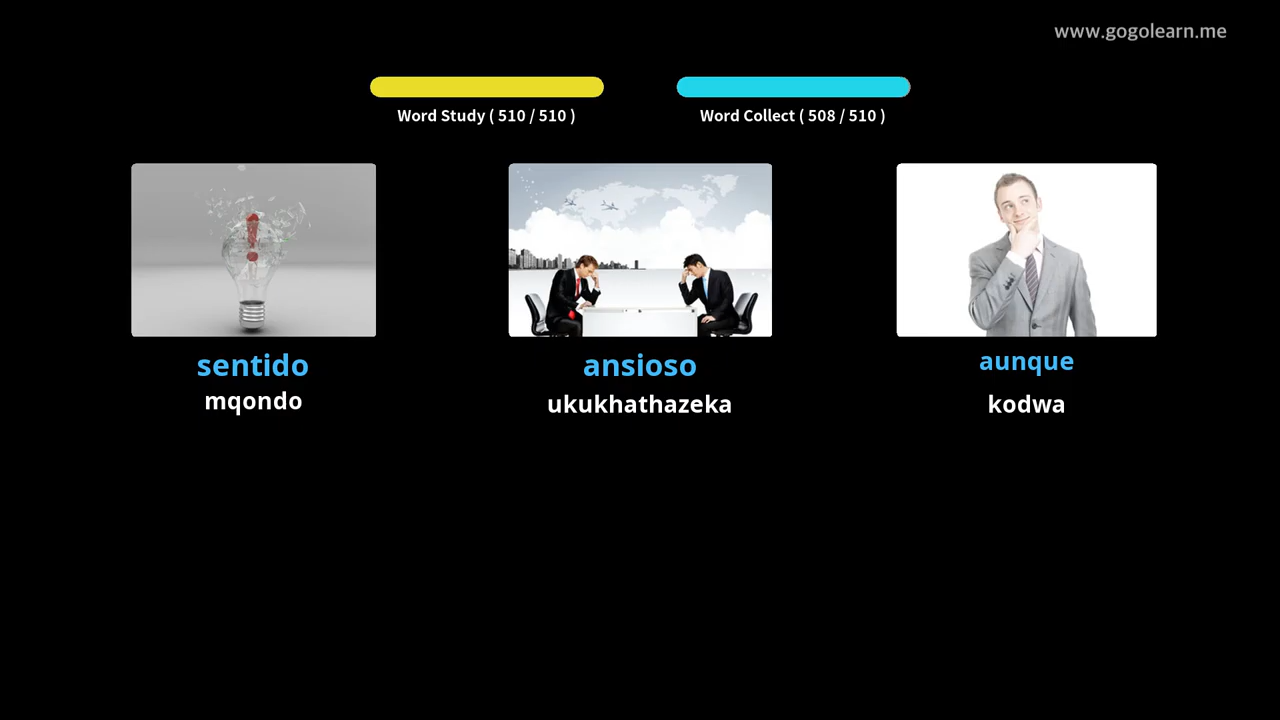 www.gogolearn.me
Word Study ( 510 / 510 )
Word Collect ( 508 / 510 )
sentido
mqondo
ansioso
ukukhathazeka
aunque
kodwa